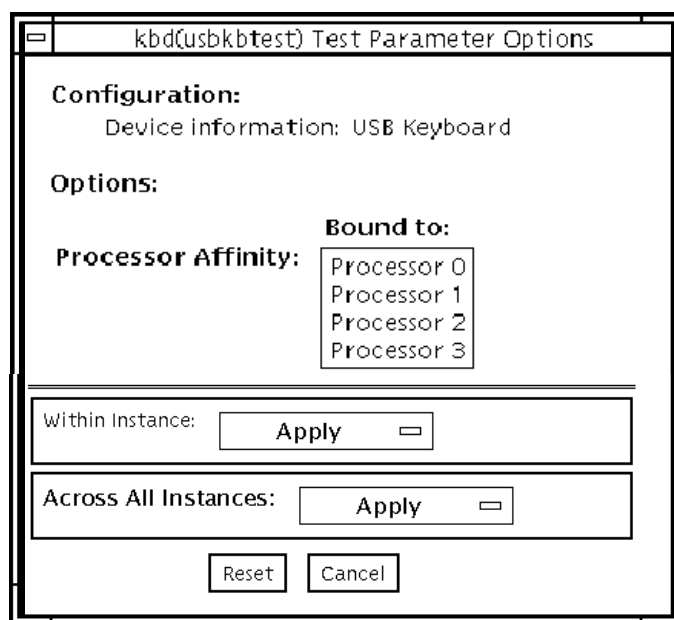 kbd(usbkbtest) Test Parameter Options
Configuration:
Device information: USB Keyboard
Options:
Bound to:
Processor Affinity:
Processor 0
Processor 1
Processor 2
Processor 3
Within Instance: Apply
Across All Instances: Apply
Reset Cancel